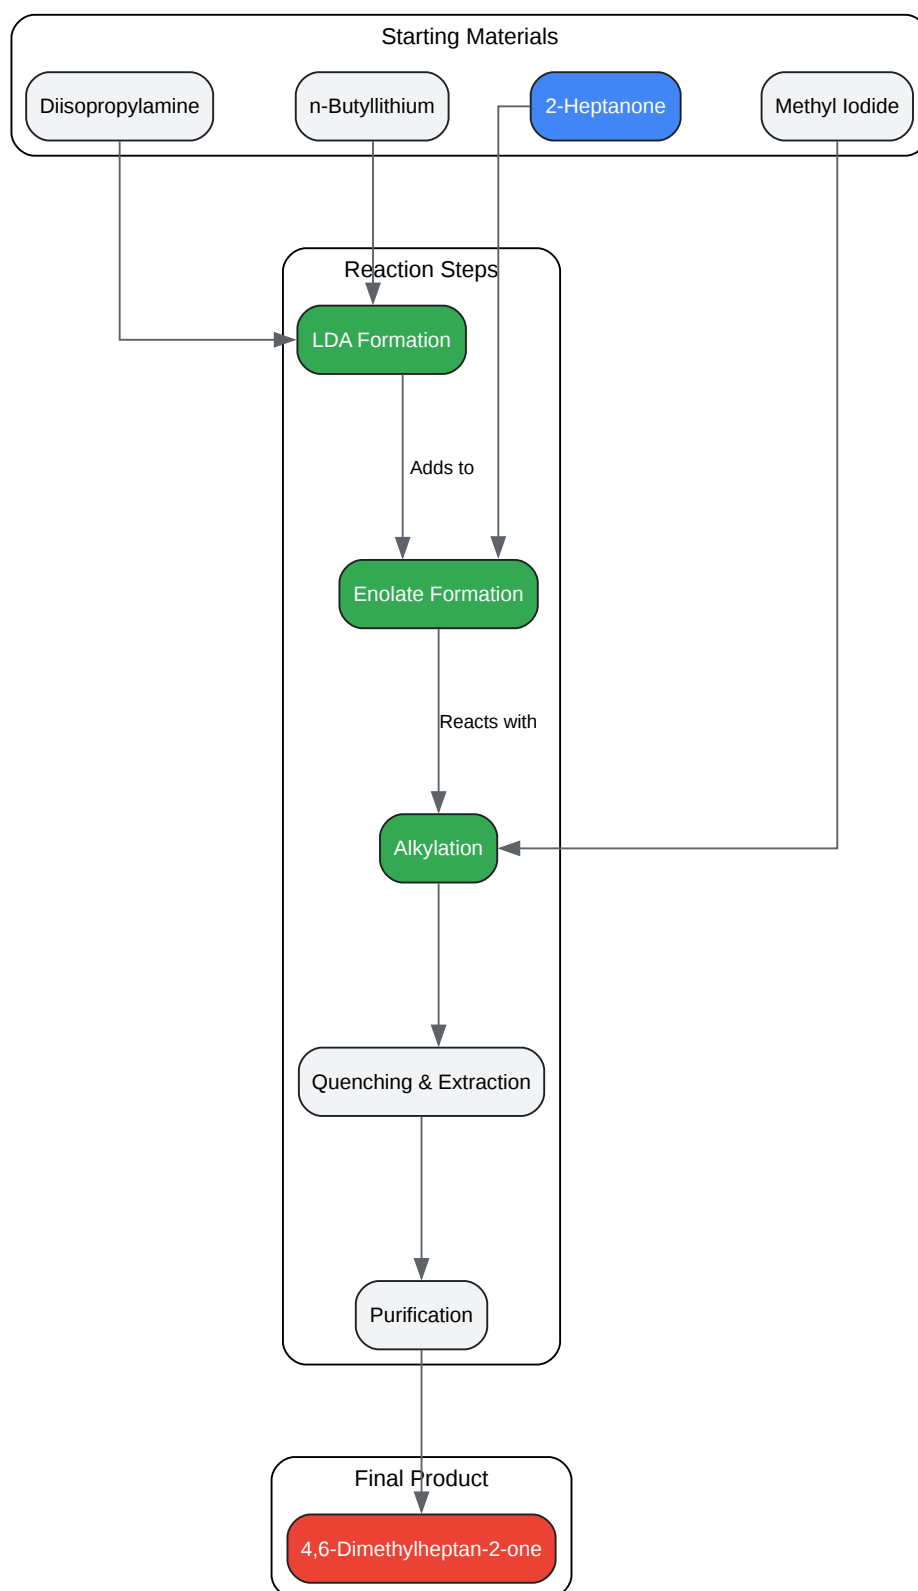 Starting Materials
Diisopropylamine
n-Butyllithium
2-Heptanone
Methyl Iodide
Reaction Steps
LDA Formation
Adds to
Enolate Formation
Reacts with
Alkylation
Quenching & Extraction
Purification
Final Product
4,6-Dimethylheptan-2-one